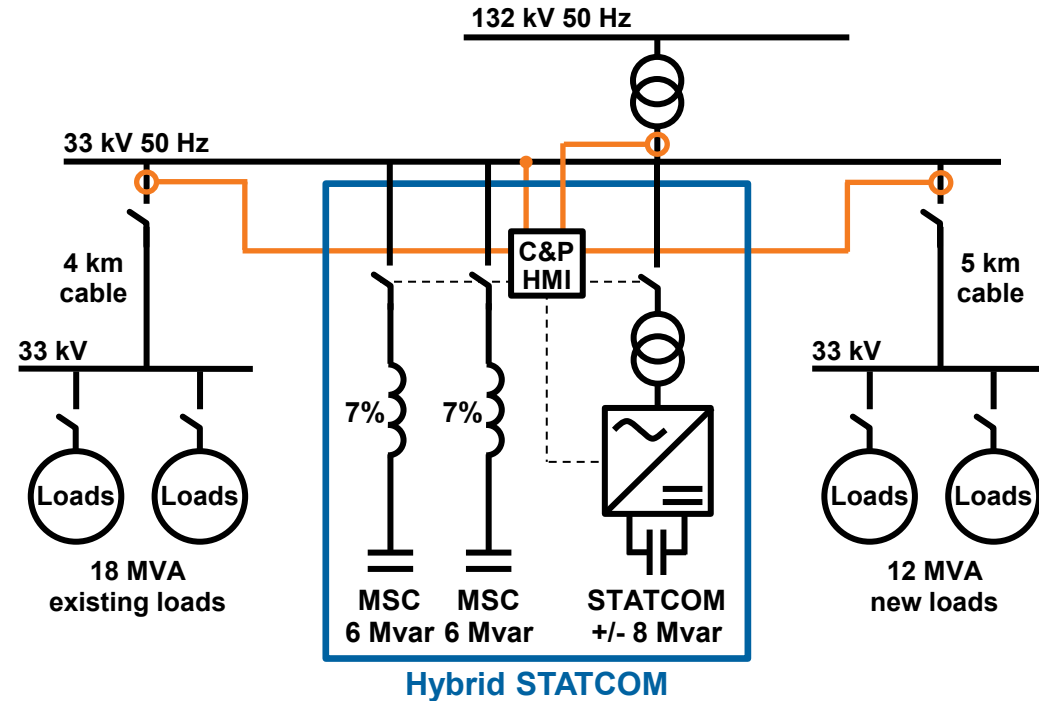 132 kV 50 Hz
33 kV 50 Hz
C&P
HMI
4 km
cable
5 km
cable
33 kV
33 kV
7%
7%
Loads
Loads
Loads
Loads
18 MVA
existing loads
MSC
6 Mvar
MSC
6 Mvar
STATCOM
+/- 8 Mvar
12 MVA
new loads
Hybrid STATCOM